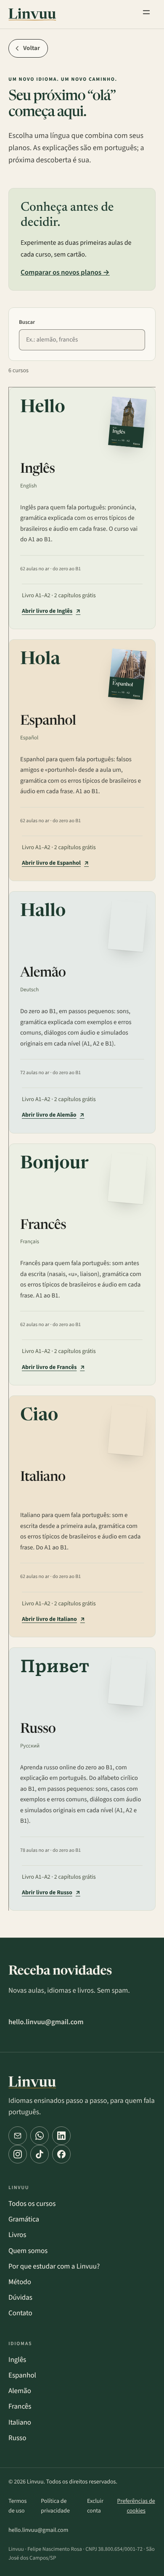 Linvuu
Voltar
UM NOVO IDIOMA. UM NOVO CAMINHO.
Seu próximo “olá”
começa aqui.
Escolha uma língua que combina com seus
planos. As explicações são em português; a
próxima descoberta é sua.
Conheça antes de
decidir.
Experimente as duas primeiras aulas de
cada curso, sem cartão.
Comparar os novos planos →
Buscar
Ex.: alemão, francês
6 cursos
Hello
Inglês
Inglês
English
Inglês para quem fala português: pronúncia,
gramática explicada com os erros típicos de
brasileiros e áudio em cada frase. O curso vai
do A1 ao B1.
62 aulas no ar · do zero ao B1
Livro A1–A2 · 2 capítulos grátis
Abrir livro de Inglês ↗
Hola
Espanhol
Espanhol
Español
Espanhol para quem fala português: falsos
amigos e «portunhol» desde a aula um,
gramática com os erros típicos de brasileiros e
áudio em cada frase. A1 ao B1.
62 aulas no ar · do zero ao B1
Livro A1–A2 · 2 capítulos grátis
Abrir livro de Espanhol ↗
Hallo
Alemão
Deutsch
Do zero ao B1, em passos pequenos: sons,
gramática com exemplos e erros
comuns, diálogos com áudio e simulados
originais em cada nível (A1, A2 e B1).
72 aulas no ar · do zero ao B1
Livro A1–A2 · 2 capítulos grátis
Abrir livro de Alemão ↗
Bonjour
Francês
Français
Francês para quem fala português: som antes
da escrita (nasais, «u», liaison), gramática com
os erros típicos de brasileiros e áudio em cada
frase. A1 ao B1.
62 aulas no ar · do zero ao B1
Livro A1–A2 · 2 capítulos grátis
Abrir livro de Francês ↗
Ciao
Italiano
Italiano para quem fala português: som e
escrita desde a primeira aula, gramática com
os erros típicos de brasileiros e áudio em cada
frase. Do A1 ao B1.
62 aulas no ar · do zero ao B1
Livro A1–A2 · 2 capítulos grátis
Abrir livro de Italiano ↗
Привет
Russo
Русский
Aprenda russo online do zero ao B1, com
explicação em português. Do alfabeto cirílico
ao B1, em passos pequenos: sons, casos com
exemplos e erros comuns, diálogos com áudio
e simulados originais em cada nível (A1, A2 e
B1).
78 aulas no ar · do zero ao B1
Livro A1–A2 · 2 capítulos grátis
Abrir livro de Russo ↗
Receba novidades
Novas aulas, idiomas e livros. Sem spam.
hello.linvuu@gmail.com
Linvuu
Idiomas ensinados passo a passo, para quem fala
português.
LINVUU
Todos os cursos
Gramática
Livros
Quem somos
Por que estudar com a Linvuu?
Método
Dúvidas
Contato
IDIOMAS
Inglês
Espanhol
Alemão
Francês
Italiano
Russo
© 2026 Linvuu. Todos os direitos reservados.
Termos de uso
Política de privacidade
Excluir conta
Preferências de cookies
hello.linvuu@gmail.com
Linvuu · Felipe Nascimento Rosa · CNPJ 38.800.604/0001-72 · São
José dos Campos/SP